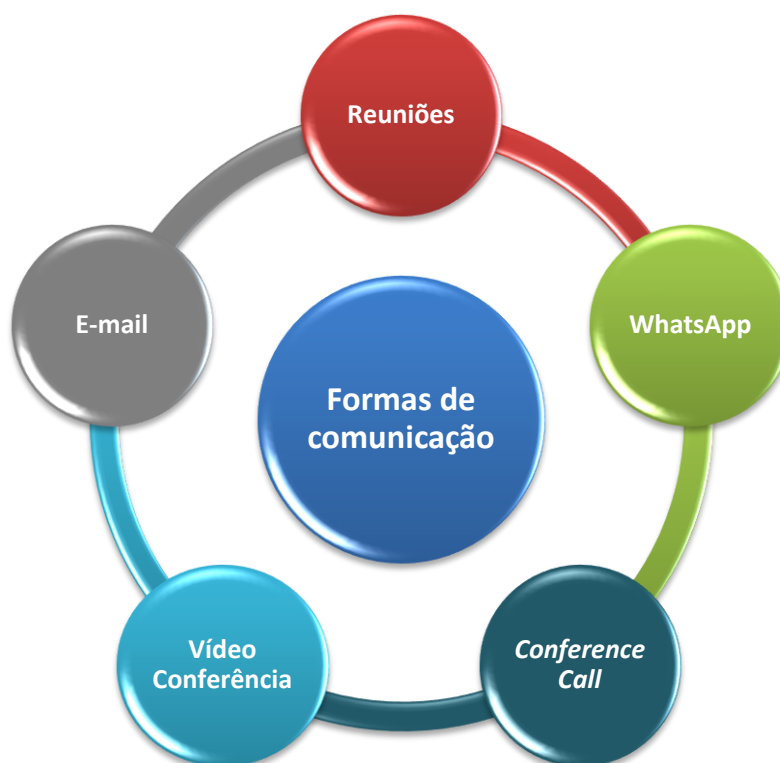 Reuniões
WhatsApp
Conference
Call
Vídeo
Conferência
E-mail
Formas de
comunicação